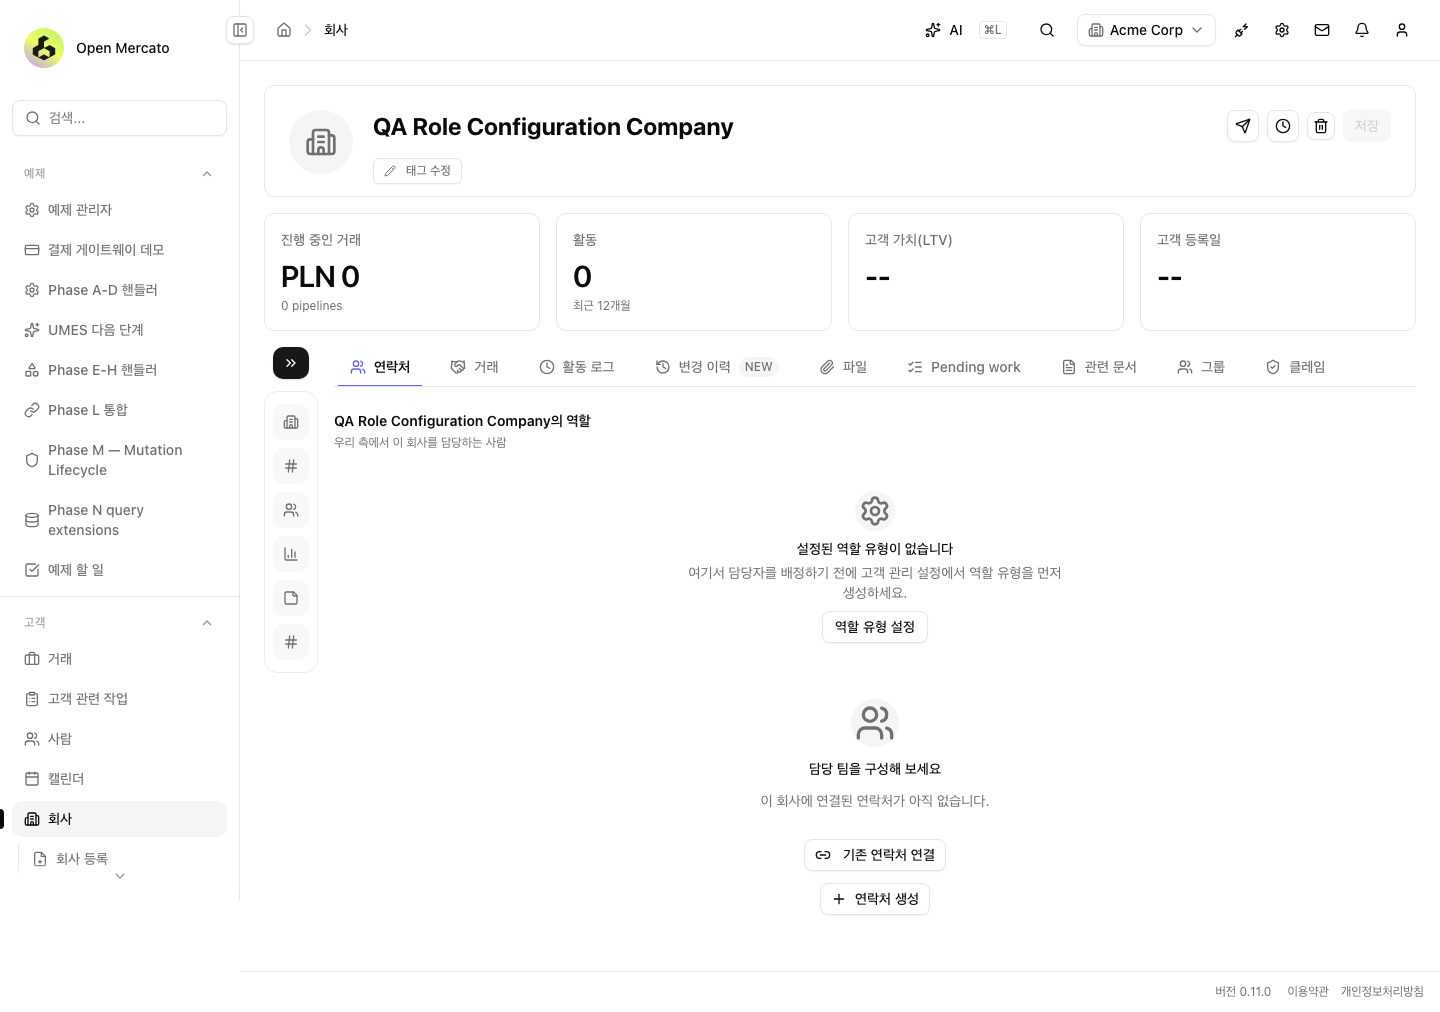 Open Mercato
검색...
예제
예제 관리자
결제 게이트웨이 데모
Phase A-D 핸들러
UMES 다음 단계
Phase E-H 핸들러
Phase L 통합
Phase M — Mutation
Lifecycle
Phase N query
extensions
예제 할 일
고객
거래
고객 관련 작업
사람
캘린더
회사
회사 등록
회사
AI
⌘L
Acme Corp
QA Role Configuration Company
태그 수정
저장
진행 중인 거래
PLN 0
0 pipelines
활동
0
최근 12개월
고객 가치(LTV)
--
고객 등록일
--
연락처
거래
활동 로그
변경 이력 NEW
파일
Pending work
관련 문서
그룹
클레임
QA Role Configuration Company의 역할
우리 측에서 이 회사를 담당하는 사람
설정된 역할 유형이 없습니다
여기서 담당자를 배정하기 전에 고객 관리 설정에서 역할 유형을 먼저
생성하세요.
역할 유형 설정
담당 팀을 구성해 보세요
이 회사에 연결된 연락처가 아직 없습니다.
기존 연락처 연결
연락처 생성
버전 0.11.0
이용약관
개인정보처리방침